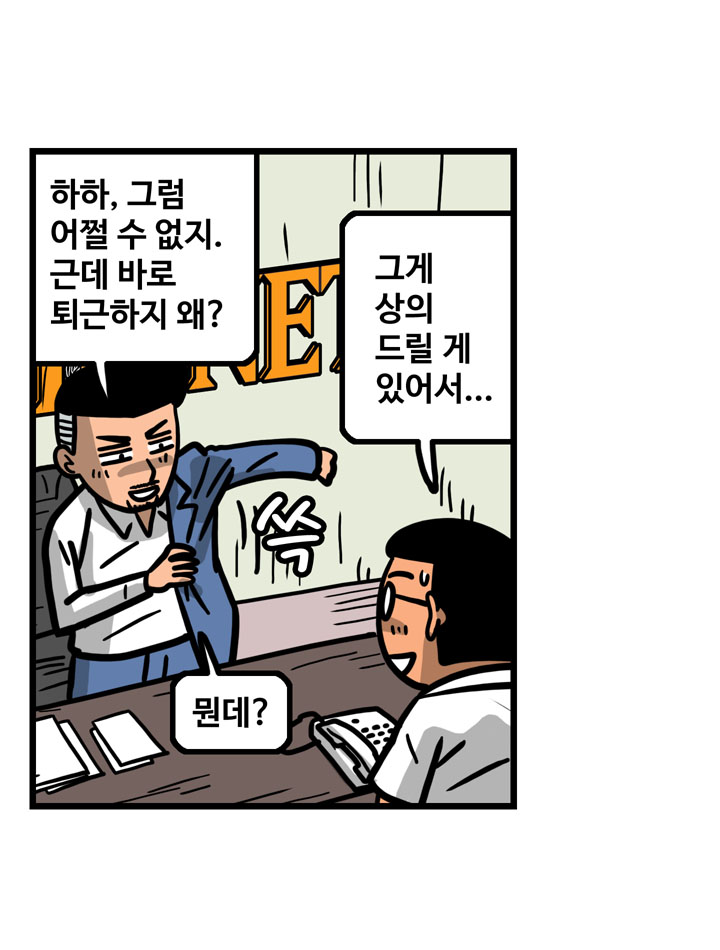 하하, 그럼
어쩔 수 없지.
근데 바로
퇴근하지 왜?
그게
상의
드릴 게
있어서...
NET
쓱
뭔데?